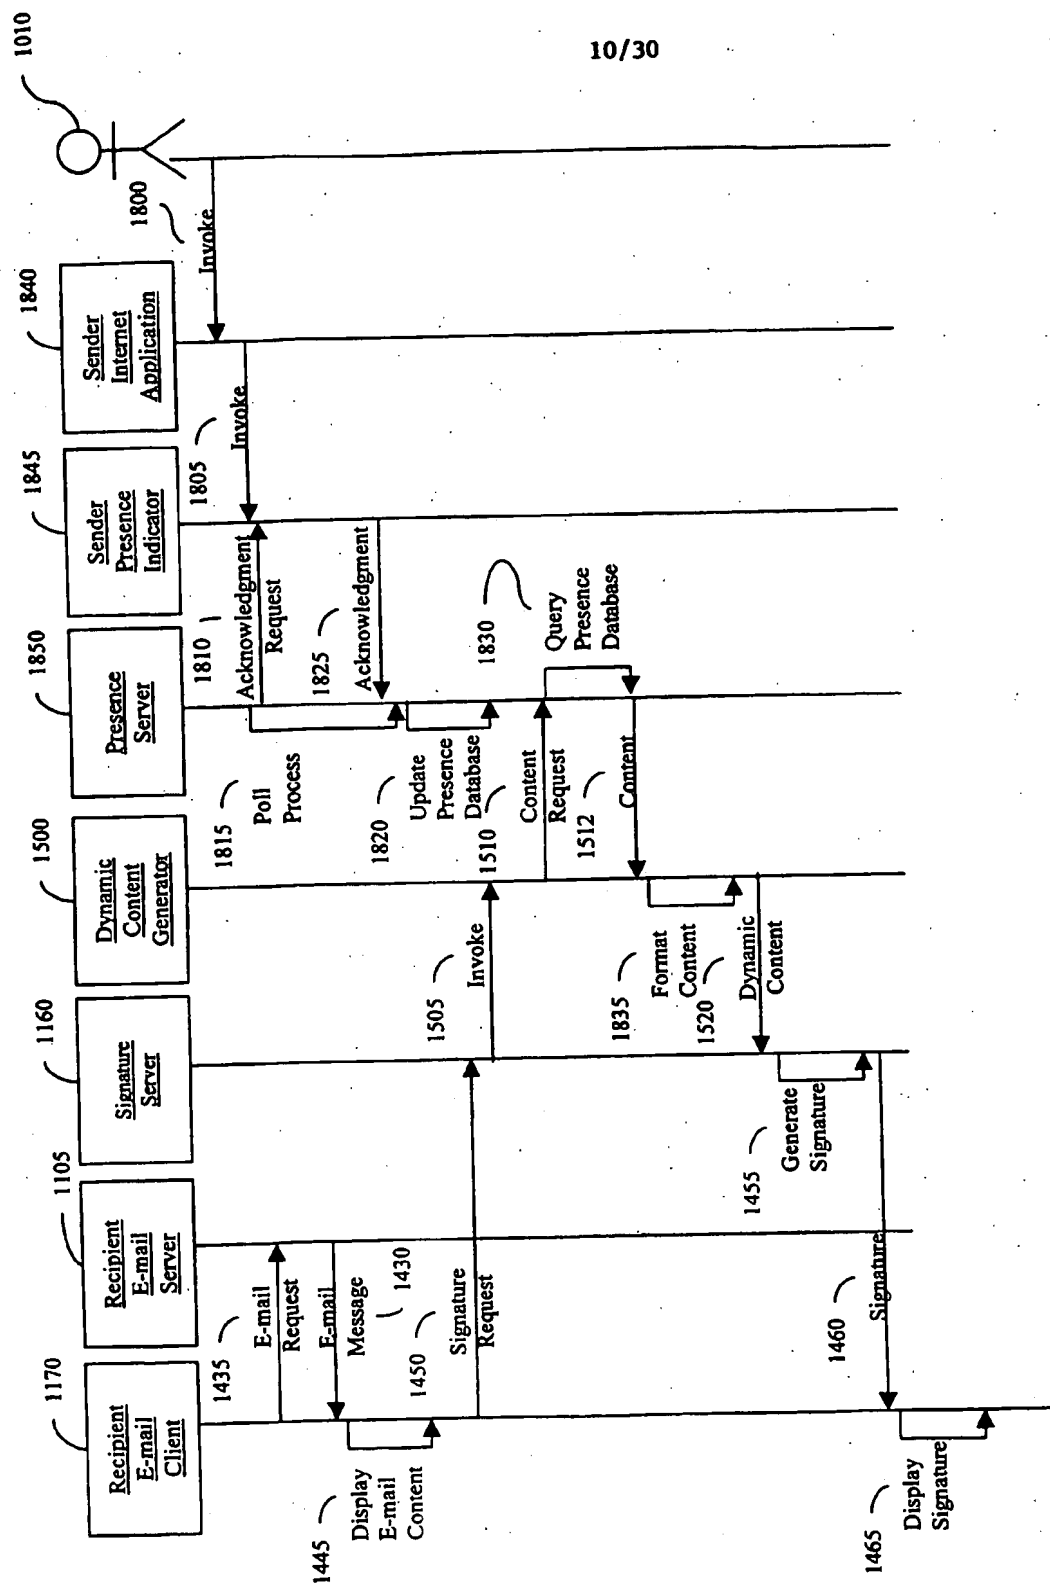 10/30
1170
Recipient
E-mail
Client
1105
Recipient
E-mail
Server
1160
Signature
Server
1500
Dynamic
Content
Generator
1850
Presence
Server
1845
Sender
Presence
Indicator
1840
Sender
Internet
Application
1010
1800
Invoke
1805
Invoke
1810
Acknowledgment
Request
1815
Poll
Process
1825
Acknowledgment
1820
Update
Presence
Database
1435
E-mail
Request
E-mail
Message
1430
1445
Display
E-mail
Content
1450
Signature
Request
1505
Invoke
1510
Content
Request
1830
Query
Presence
Database
1512
Content
1835
Format
Content
1520
Dynamic
Content
1455
Generate
Signature
1460
Signature
1465
Display
Signature